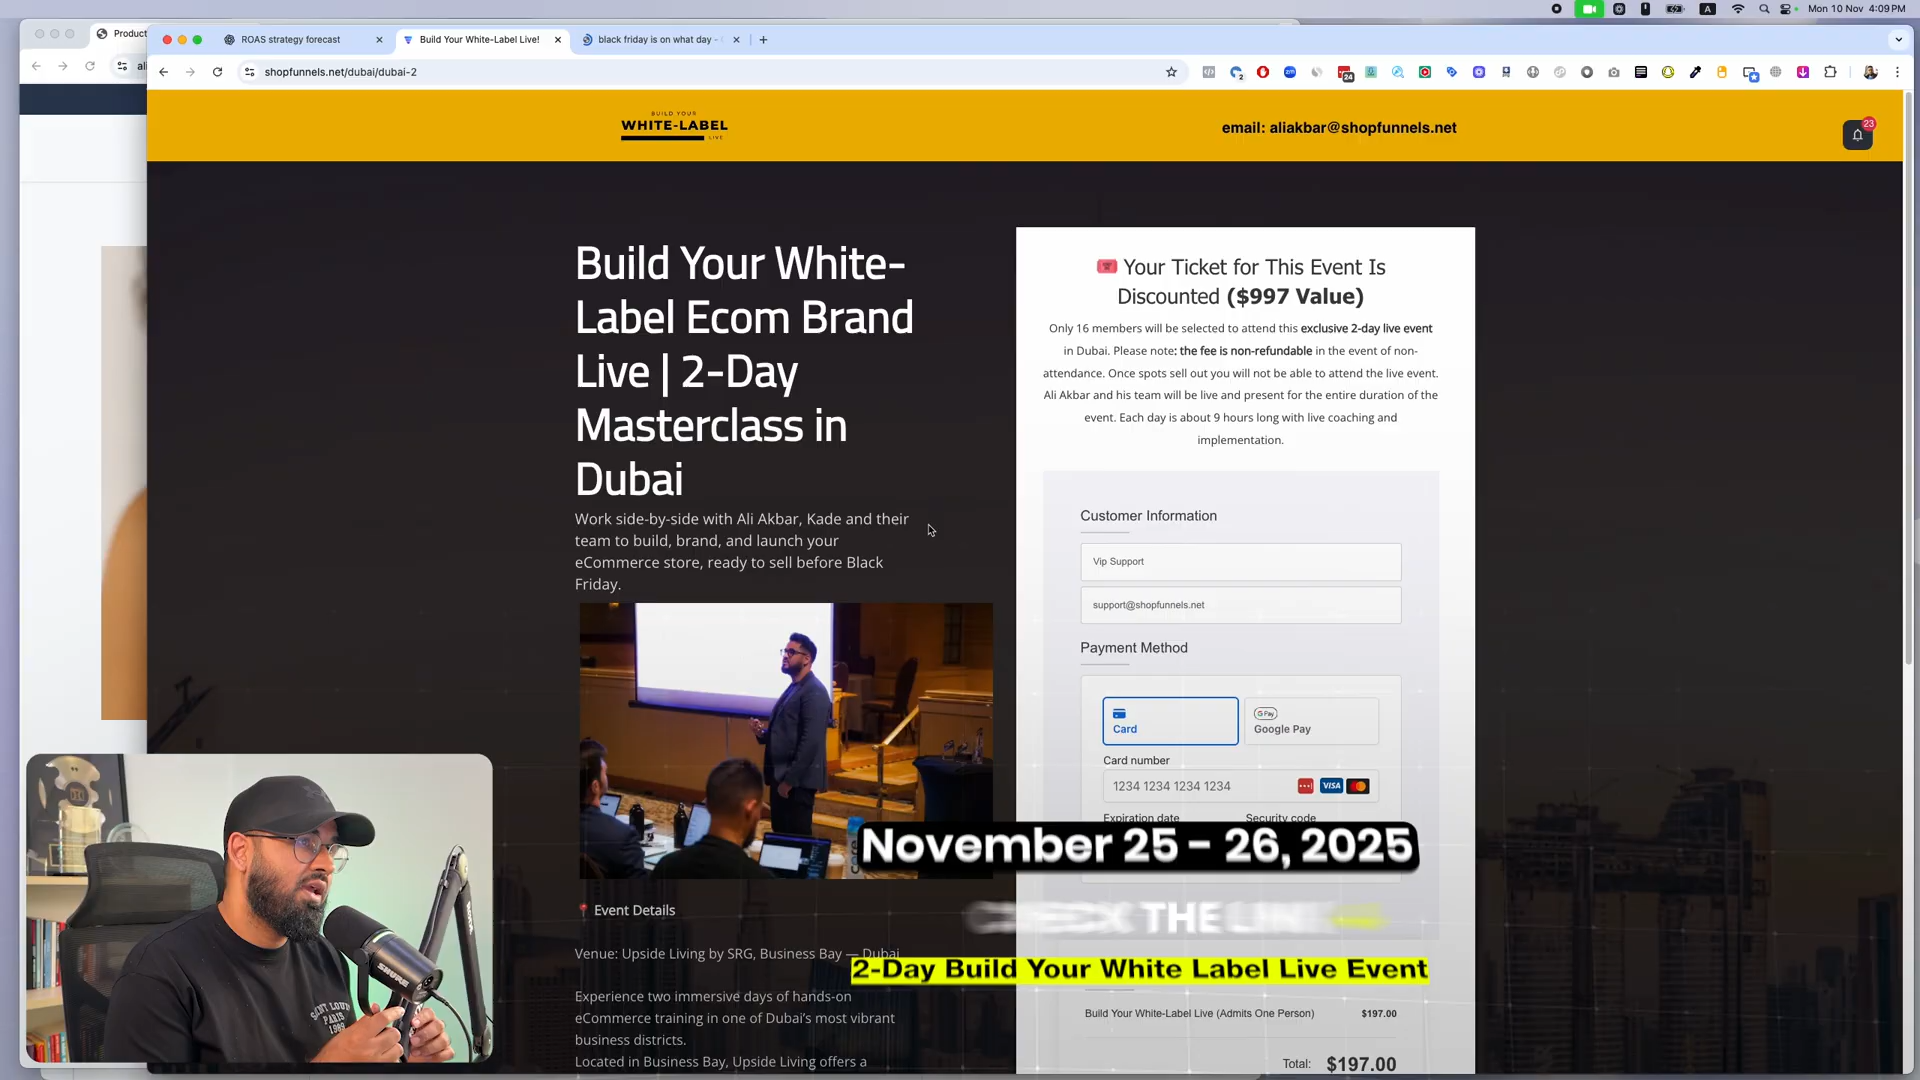 Mon 10 Nov 4:09 PM
Product
ROAS strategy forecast
Build Your White-Label Live!
black friday is on what day -
ali
shopfunnels.net/dubai/dubai-2
24
2
BUILD YOUR
WHITE-LABEL
LIVE
email: aliakbar@shopfunnels.net
23
Build Your White-
Label Ecom Brand
Live | 2-Day
Masterclass in
Dubai
Work side-by-side with Ali Akbar, Kade and their
team to build, brand, and launch your
eCommerce store, ready to sell before Black
Friday.
Event Details
Venue: Upside Living by SRG, Business Bay — Dubai
Experience two immersive days of hands-on
eCommerce training in one of Dubai's most vibrant
business districts.
Located in Business Bay, Upside Living offers a
Your Ticket for This Event Is
Discounted ($997 Value)
Only 16 members will be selected to attend this exclusive 2-day live event
in Dubai. Please note: the fee is non-refundable in the event of non-
attendance. Once spots sell out you will not be able to attend the live event.
Ali Akbar and his team will be live and present for the entire duration of the
event. Each day is about 9 hours long with live coaching and
implementation.
Customer Information
Vip Support
support@shopfunnels.net
Payment Method
Card
G Pay
Google Pay
Card number
1234 1234 1234 1234
VISA
Expiration date
Security code
November 25 - 26, 2025
CHECK THE
2-Day Build Your White Label Live Event
Build Your White-Label Live (Admits One Person) $197.00
Total: $197.00
SHURE
SAINT LOUIS
PARIS
1989